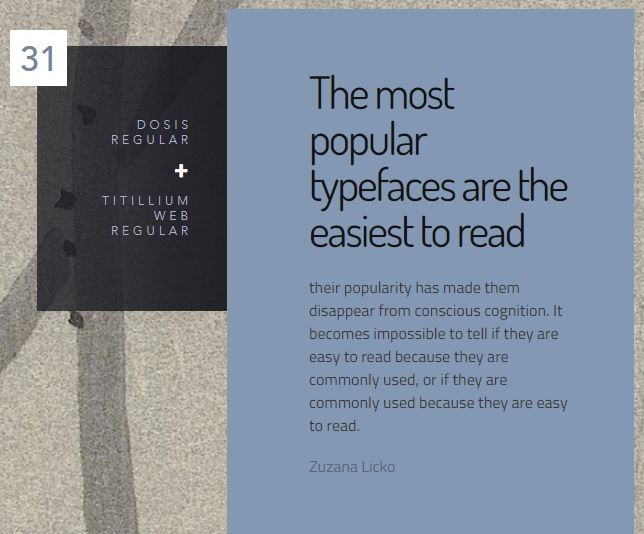 31
DOSIS
REGULAR
+
TITILLIUM
WEB
REGULAR
The most
popular
typefaces are the
easiest to read
their popularity has made them
disappear from conscious cognition. It
becomes impossible to tell if they are
easy to read because they are
commonly used, or if they are
commonly used because they are easy
to read.
Zuzana Licko